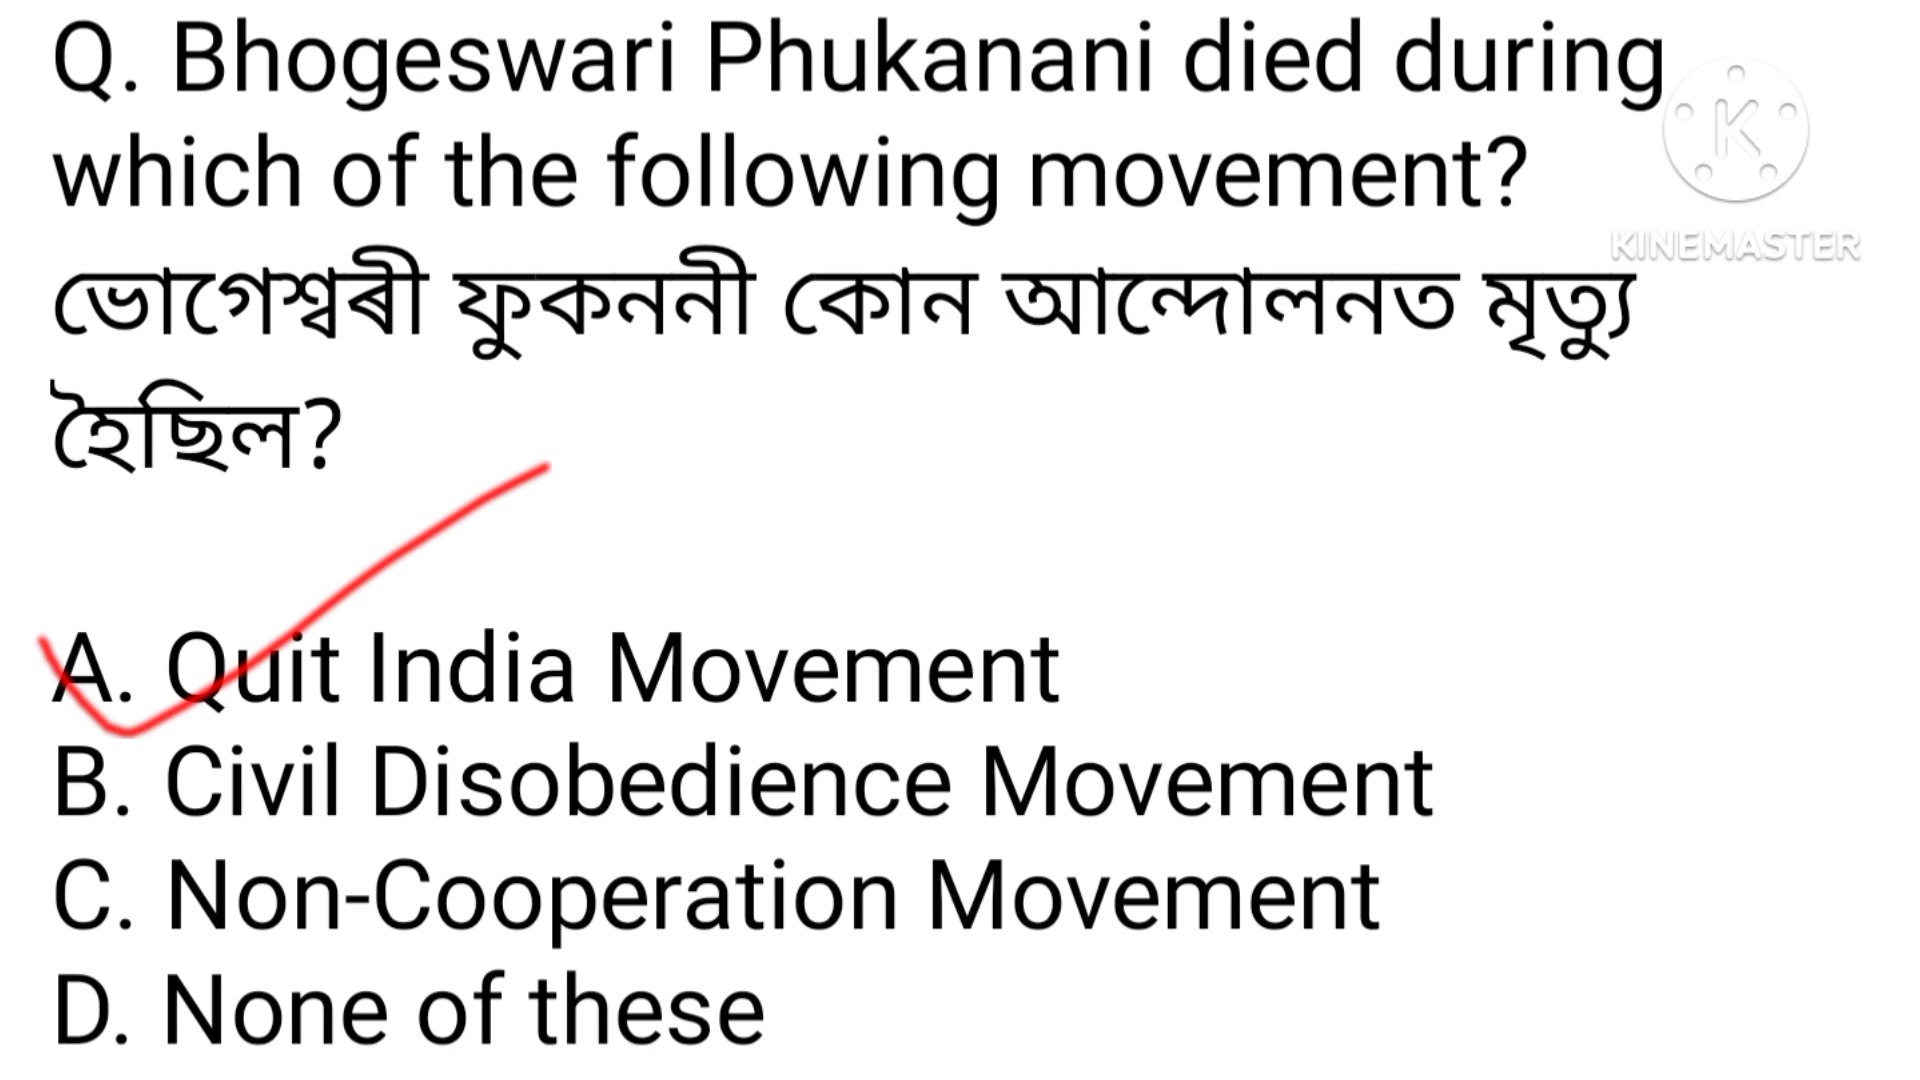 Q. Bhogeswari Phukanani died during
which of the following movement?
ভোগেশ্বৰী ফুকননী কোন আন্দোলনত মৃত্যু
হৈছিল?
A. Quit India Movement
B. Civil Disobedience Movement
C. Non-Cooperation Movement
D. None of these
K
KINEMASTER